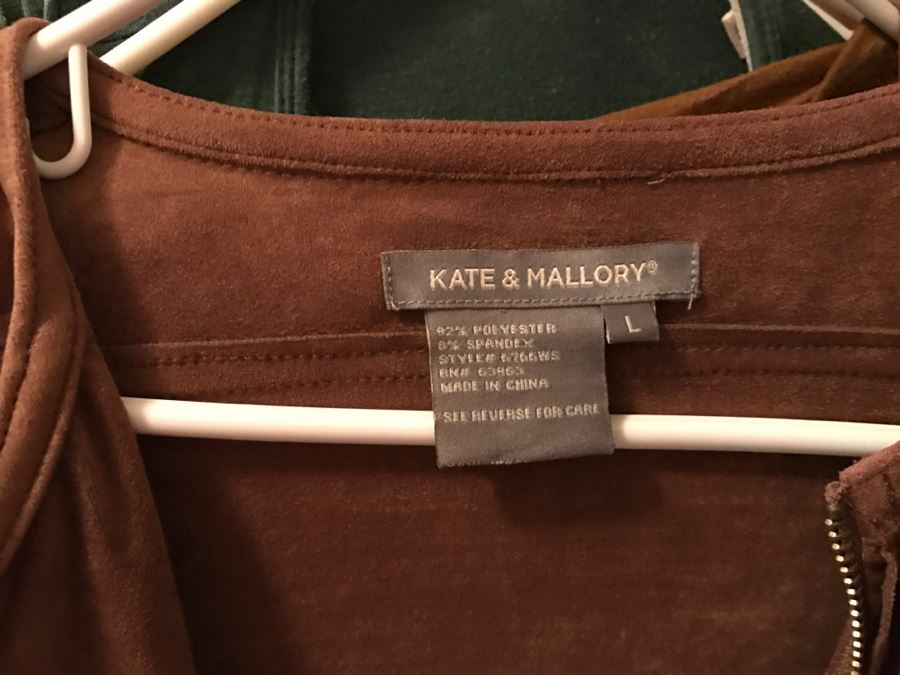 KATE & MALLORY®
L
92% POLYESTER
8% SPANDEX
STYLE# 6766WS
RN# 63963
MADE IN CHINA
SEE REVERSE FOR CARE